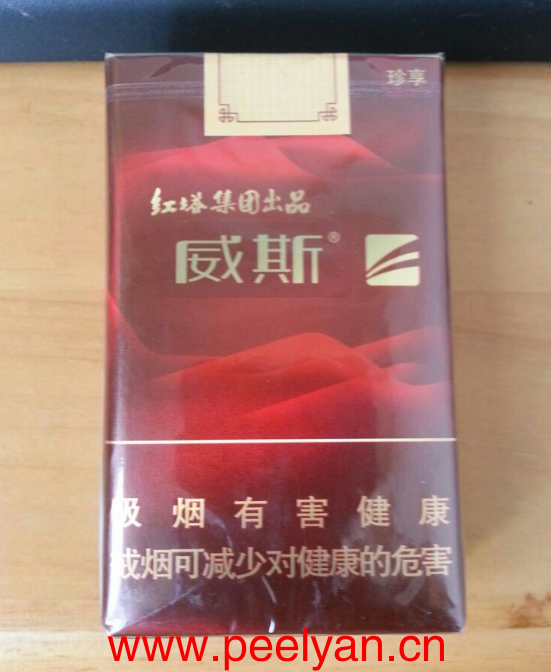 珍享
红塔集团出品
威斯®
吸烟有害健康
戒烟可减少对健康的危害
www.peelyan.cn